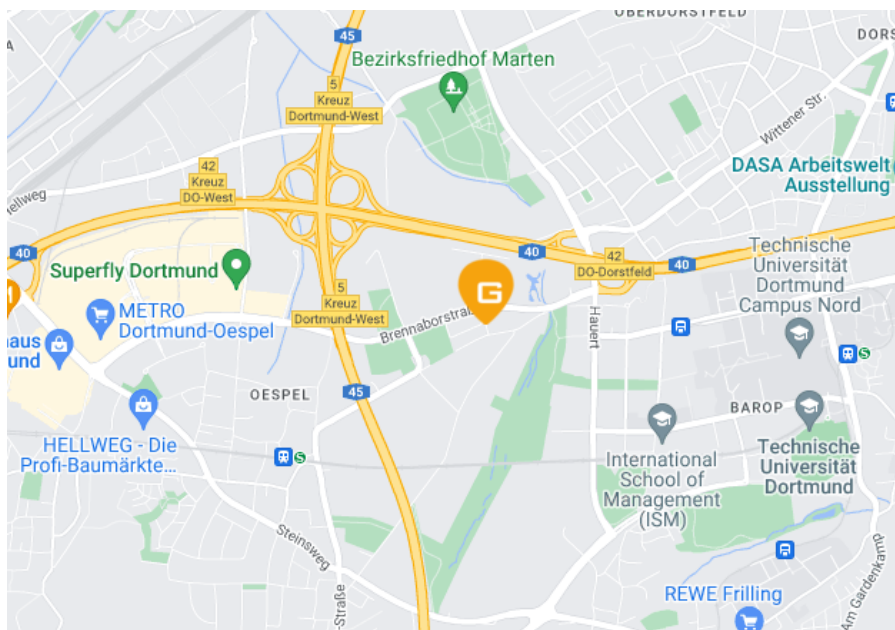 OBERDORSTFELD
45
Bezirksfriedhof Marten
DORS
5
Kreuz
Dortmund-West
Wittener Str.
42
Kreuz
DO-West
DASA Arbeitswelt
Ausstellung
Hellweg
40
40
42
DO-Dorstfeld
40
Superfly Dortmund
Technische
Universität
Dortmund
Campus Nord
5
Kreuz
Dortmund-West
G
METRO
Dortmund-Oespel
Brennaborstra
Hauert
haus
und
S
45
OESPEL
BAROP
HELLWEG - Die
Profi-Baumärkte...
S
International
School of
Management
(ISM)
Technische
Universität
Dortmund
Steinsweg
-Straße
Am Gardenkamp
REWE Frilling